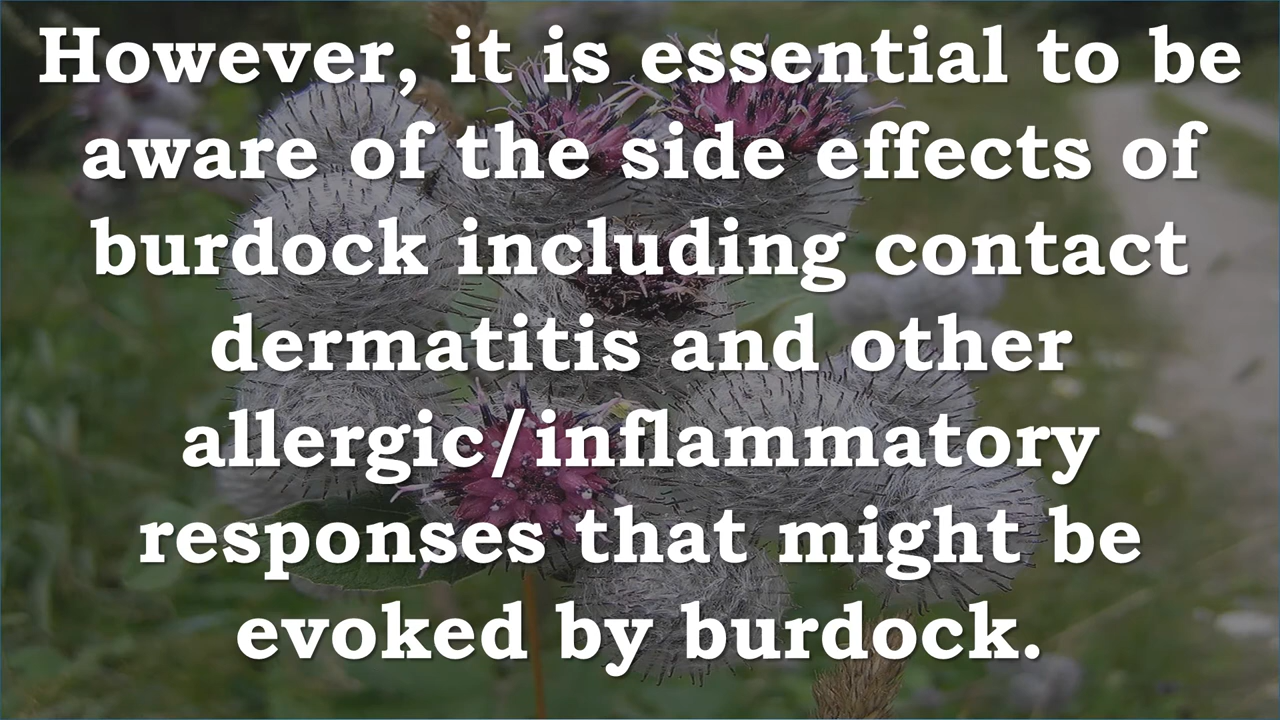 However, it is essential to be
aware of the side effects of
burdock including contact
dermatitis and other
allergic/inflammatory
responses that might be
evoked by burdock.